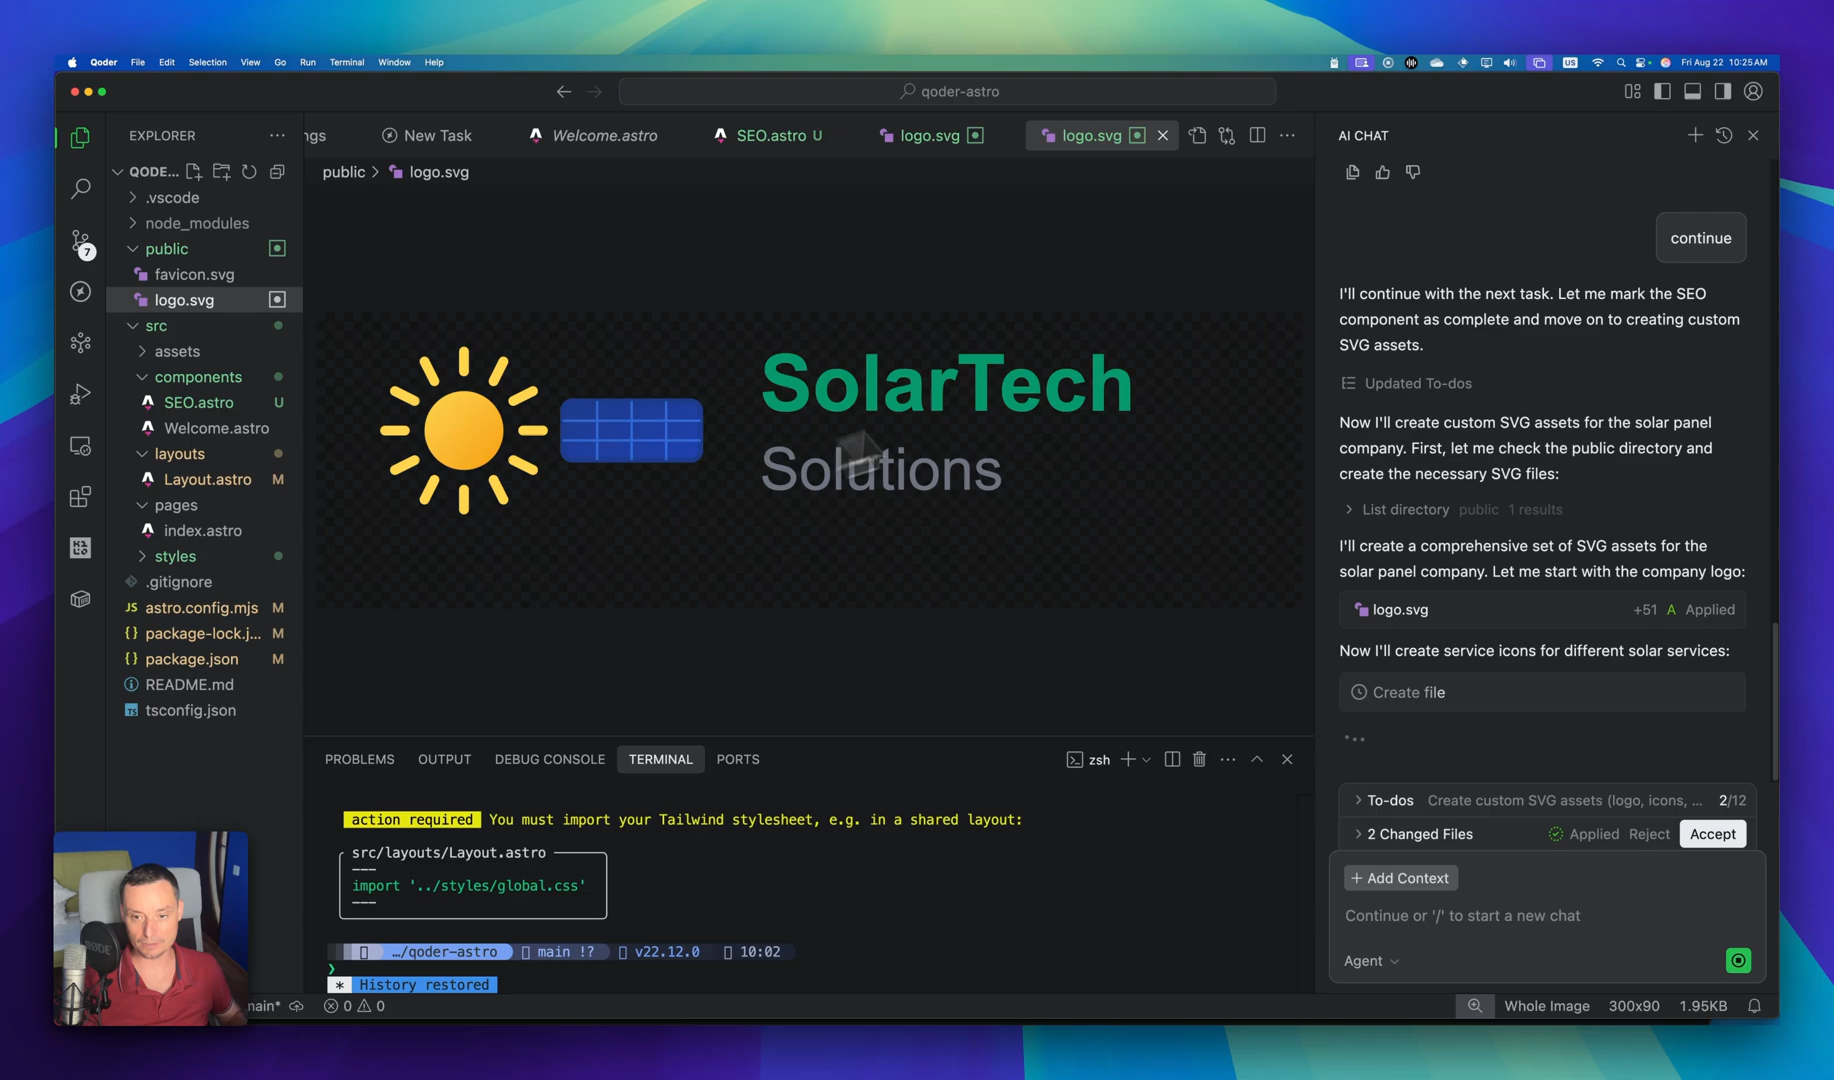 Qoder File Edit Selection View Go Run Terminal Window Help
US Fri Aug 22 10:25 AM
qoder-astro
EXPLORER
QODE...
.vscode
node_modules
public
favicon.svg
logo.svg
src
assets
components
SEO.astro U
Welcome.astro
layouts
Layout.astro M
pages
index.astro
styles
.gitignore
JS astro.config.mjs M
{} package-lock.j... M
{} package.json M
README.md
TS tsconfig.json
7
ngs
New Task
Welcome.astro
SEO.astro U
logo.svg
logo.svg
public > logo.svg
SolarTech
Solutions
PROBLEMS OUTPUT DEBUG CONSOLE TERMINAL PORTS
zsh
action required You must import your Tailwind stylesheet, e.g. in a shared layout:
src/layouts/Layout.astro
---
import '../styles/global.css'
---
…/qoder-astro main !? v22.12.0 10:02
❯
* History restored
AI CHAT
continue
I'll continue with the next task. Let me mark the SEO
component as complete and move on to creating custom
SVG assets.
Updated To-dos
Now I'll create custom SVG assets for the solar panel
company. First, let me check the public directory and
create the necessary SVG files:
List directory public 1 results
I'll create a comprehensive set of SVG assets for the
solar panel company. Let me start with the company logo:
logo.svg +51 A Applied
Now I'll create service icons for different solar services:
Create file
To-dos Create custom SVG assets (logo, icons, ... 2/12
2 Changed Files Applied Reject Accept
+ Add Context
Continue or '/' to start a new chat
Agent
RØDE
main* 0 0
Whole Image 300x90 1.95KB